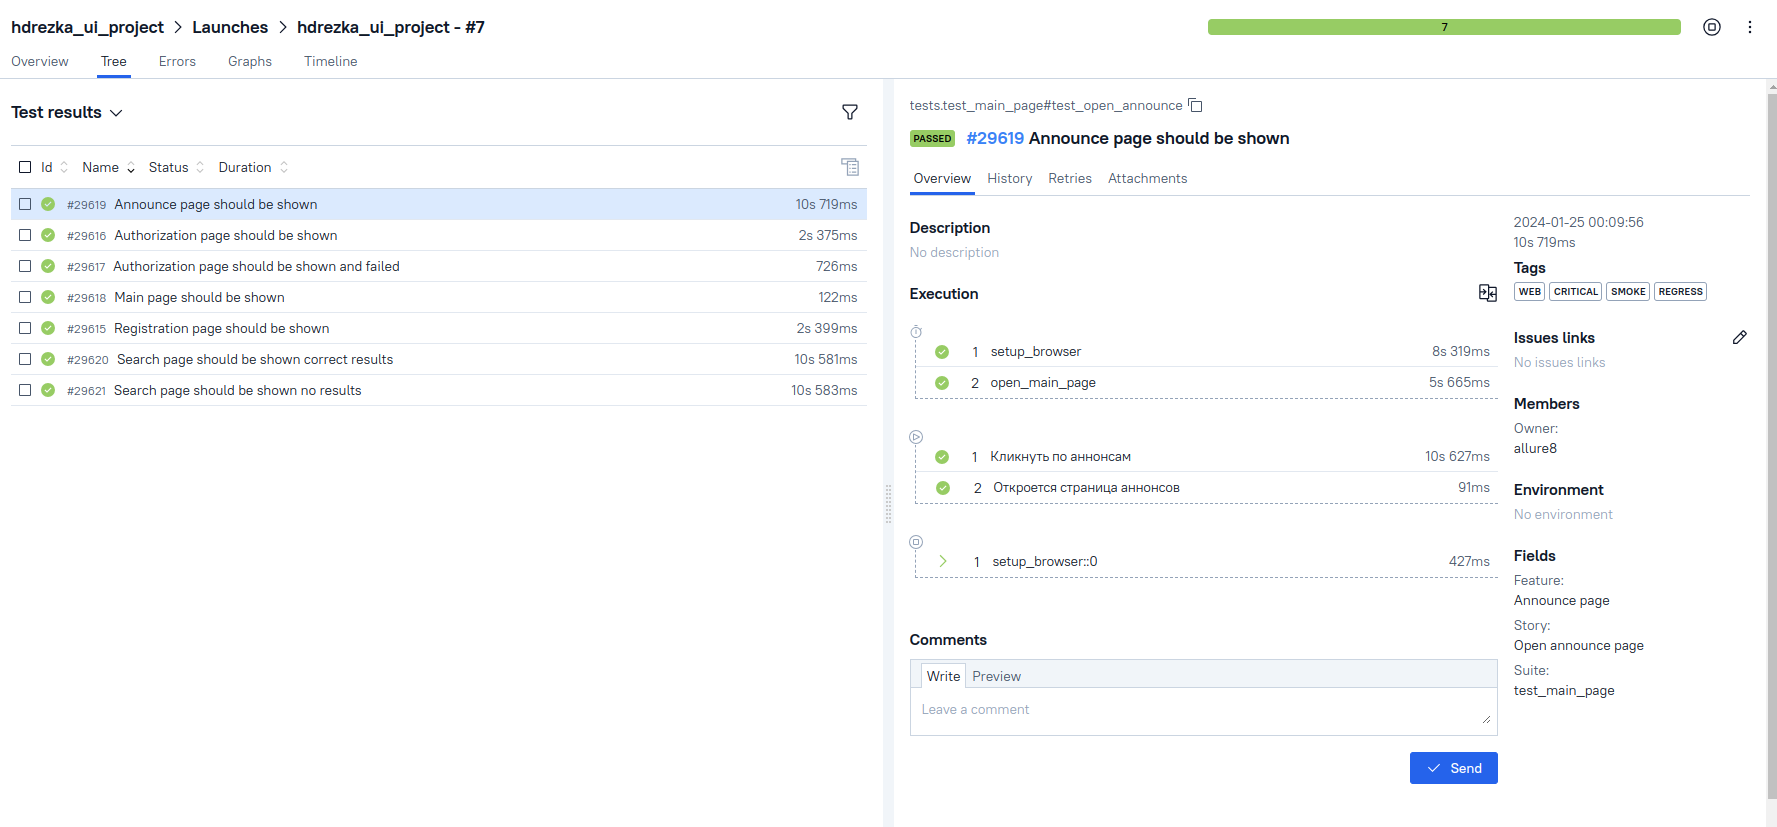 hdrezka_ui_project > Launches > hdrezka_ui_project - #7
7
Overview Tree Errors Graphs Timeline
Test results
Id Name Status Duration
#29619 Announce page should be shown 10s 719ms
#29616 Authorization page should be shown 2s 375ms
#29617 Authorization page should be shown and failed 726ms
#29618 Main page should be shown 122ms
#29615 Registration page should be shown 2s 399ms
#29620 Search page should be shown correct results 10s 581ms
#29621 Search page should be shown no results 10s 583ms
tests.test_main_page#test_open_announce
PASSED #29619 Announce page should be shown
Overview History Retries Attachments
Description
No description
Execution
1 setup_browser 8s 319ms
2 open_main_page 5s 665ms
1 Кликнуть по аннонсам 10s 627ms
2 Откроется страница аннонсов 91ms
1 setup_browser::0 427ms
Comments
Write Preview
Leave a comment
Send
2024-01-25 00:09:56
10s 719ms
Tags
WEB CRITICAL SMOKE REGRESS
Issues links
No issues links
Members
Owner:
allure8
Environment
No environment
Fields
Feature:
Announce page
Story:
Open announce page
Suite:
test_main_page